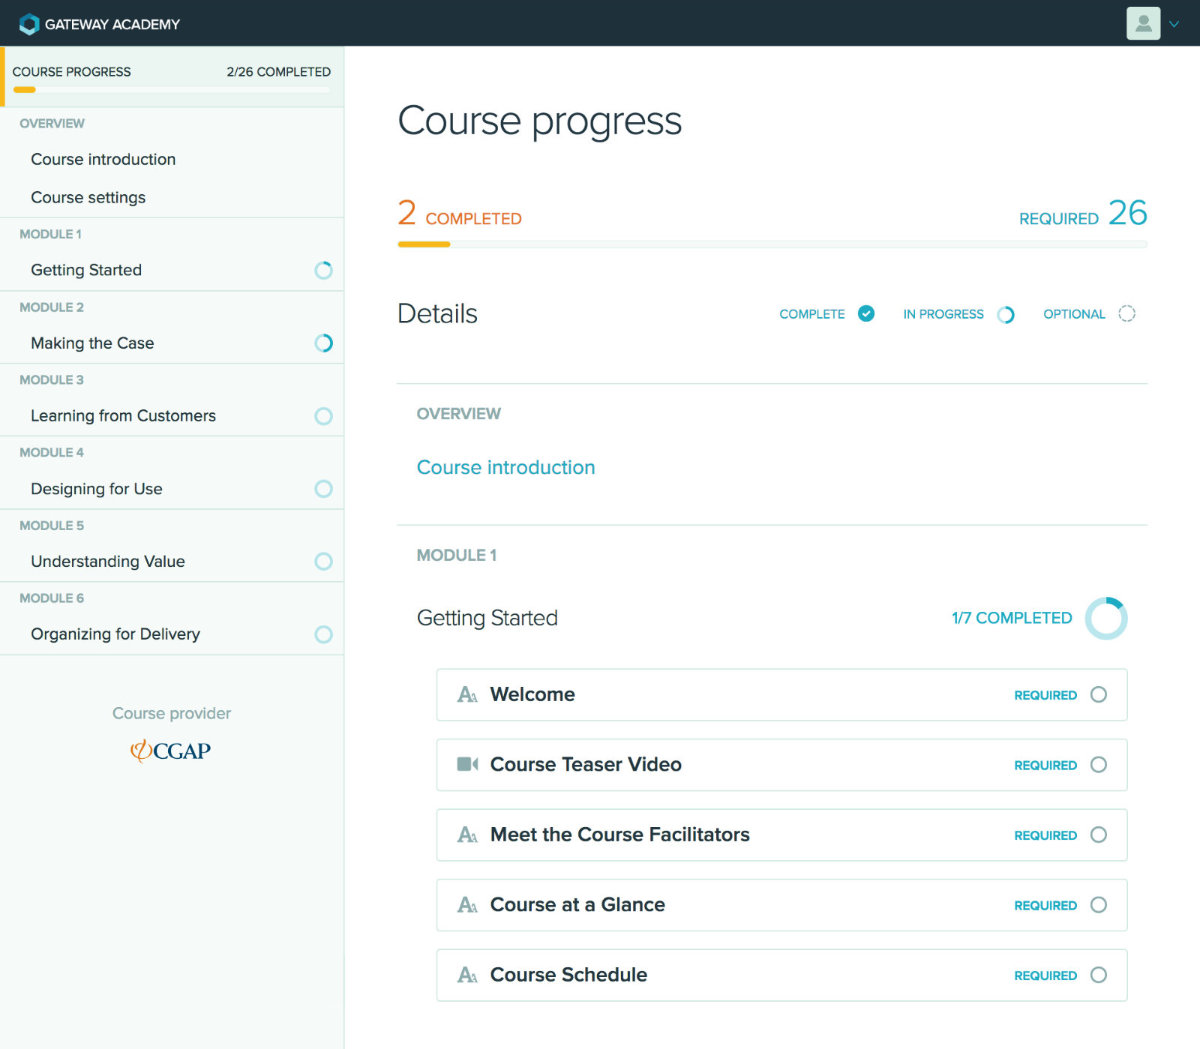 GATEWAY ACADEMY
COURSE PROGRESS 2/26 COMPLETED
OVERVIEW
Course introduction
Course settings
MODULE 1
Getting Started
MODULE 2
Making the Case
MODULE 3
Learning from Customers
MODULE 4
Designing for Use
MODULE 5
Understanding Value
MODULE 6
Organizing for Delivery
Course provider
CGAP
Course progress
2 COMPLETED REQUIRED 26
Details COMPLETE IN PROGRESS OPTIONAL
OVERVIEW
Course introduction
MODULE 1
Getting Started 1/7 COMPLETED
AA Welcome REQUIRED
Course Teaser Video REQUIRED
AA Meet the Course Facilitators REQUIRED
AA Course at a Glance REQUIRED
AA Course Schedule REQUIRED